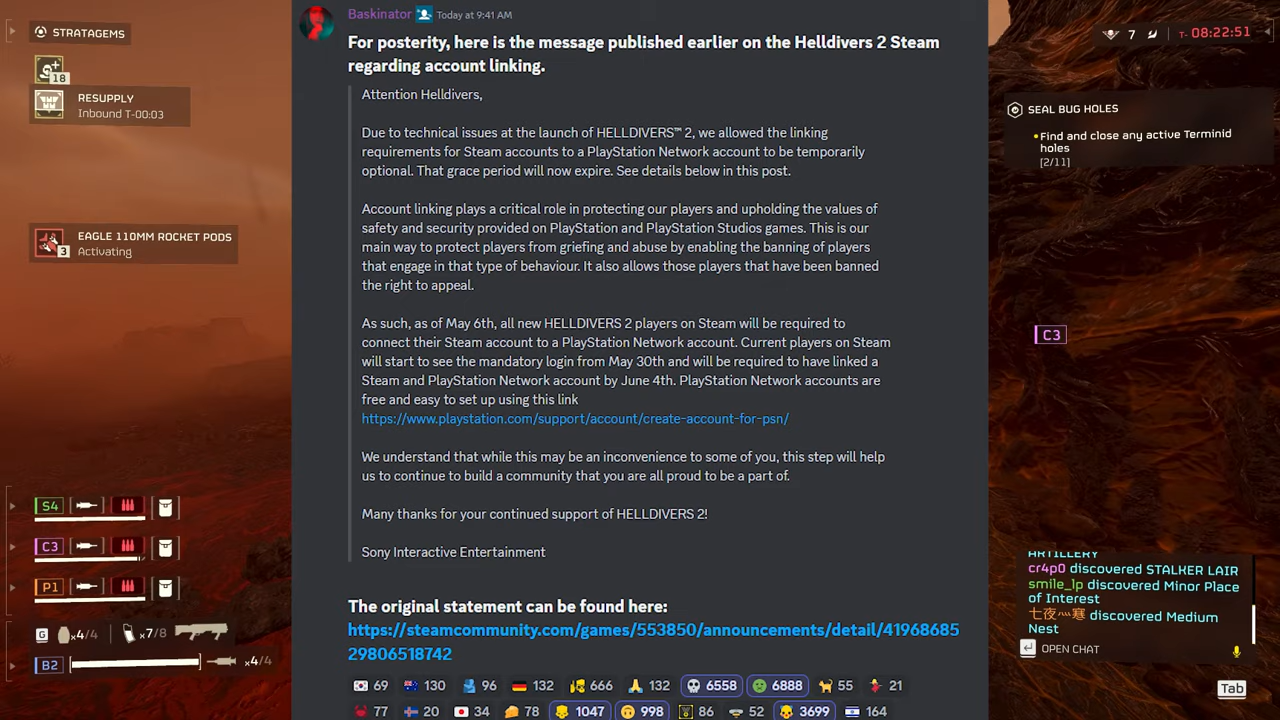 STRATAGEMS
18
RESUPPLY
Inbound T-00:03
EAGLE 110MM ROCKET PODS
3
Activating
S4
C3
P1
G
x4/4
x7/8
B2
x4/4
Baskinator
Today at 9:41 AM
For posterity, here is the message published earlier on the Helldivers 2 Steam
regarding account linking.
Attention Helldivers,
Due to technical issues at the launch of HELLDIVERS™ 2, we allowed the linking
requirements for Steam accounts to a PlayStation Network account to be temporarily
optional. That grace period will now expire. See details below in this post.
Account linking plays a critical role in protecting our players and upholding the values of
safety and security provided on PlayStation and PlayStation Studios games. This is our
main way to protect players from griefing and abuse by enabling the banning of players
that engage in that type of behaviour. It also allows those players that have been banned
the right to appeal.
As such, as of May 6th, all new HELLDIVERS 2 players on Steam will be required to
connect their Steam account to a PlayStation Network account. Current players on Steam
will start to see the mandatory login from May 30th and will be required to have linked a
Steam and PlayStation Network account by June 4th. PlayStation Network accounts are
free and easy to set up using this link
https://www.playstation.com/support/account/create-account-for-psn/
We understand that while this may be an inconvenience to some of you, this step will help
us to continue to build a community that you are all proud to be a part of.
Many thanks for your continued support of HELLDIVERS 2!
Sony Interactive Entertainment
The original statement can be found here:
https://steamcommunity.com/games/553850/announcements/detail/41968685
29806518742
69 130 96 132 666 132 6558 6888 55 21
77 20 34 78 1047 998 86 52 3699 164
7 T- 08:22:51
SEAL BUG HOLES
Find and close any active Terminid
holes
[2/11]
C3
ARTILLERY
cr4p0 discovered STALKER LAIR
smile_lp discovered Minor Place
of Interest
七夜灬寒 discovered Medium
Nest
OPEN CHAT
Tab